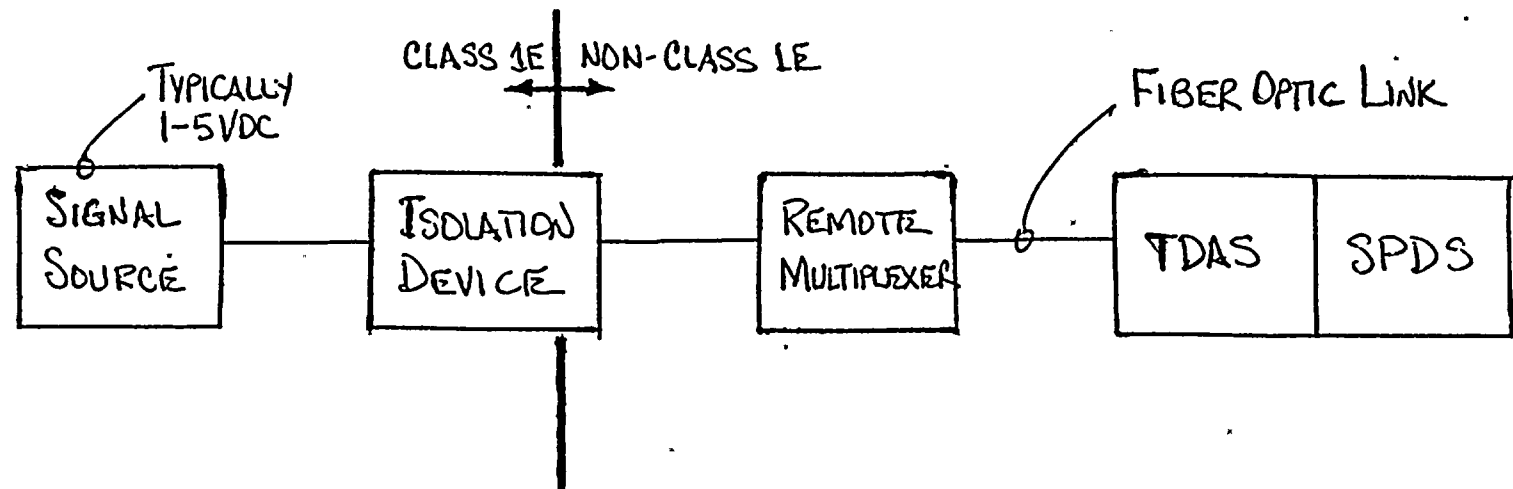 CLASS 1E
NON-CLASS 1E
TYPICALLY
1-5VDC
FIBER OPTIC LINK
SIGNAL
SOURCE
ISOLATION
DEVICE
REMOTE
MULTIPLEXER
TDAS
SPDS